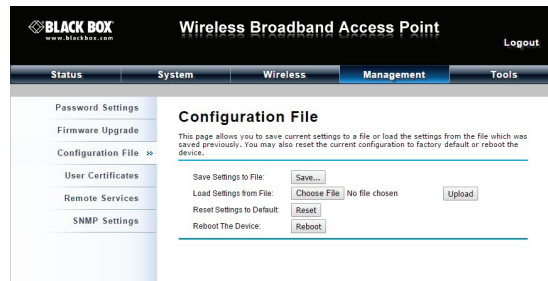 BLACK BOX
www.blackbox.com
Wireless Broadband Access Point
Logout
Status System Wireless Management Tools
Password Settings
Firmware Upgrade
Configuration File »
User Certificates
Remote Services
SNMP Settings
Configuration File
This page allows you to save current settings to a file or load the settings from the file which was
saved previously. You may also reset the current configuration to factory default or reboot the
device.
Save Settings to File: Save...
Load Settings from File: Choose File No file chosen Upload
Reset Settings to Default: Reset
Reboot The Device: Reboot